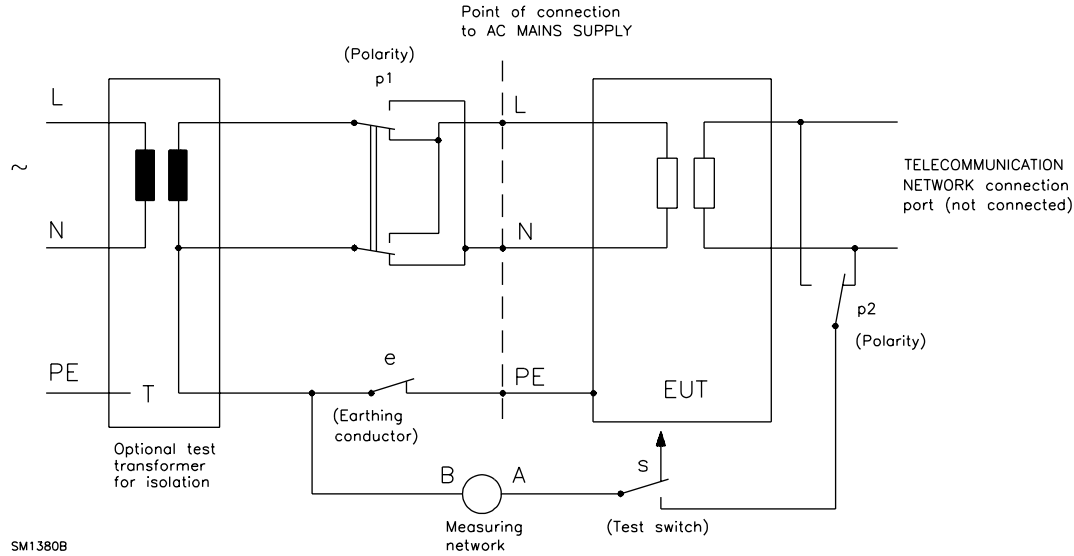 Point of connection
to AC MAINS SUPPLY
(Polarity)
p1
L
L
~
TELECOMMUNICATION
NETWORK connection
port (not connected)
N
N
p2
(Polarity)
e
PE
PE
T
EUT
(Earthing
conductor)
Optional test
transformer
for isolation
B
A
s
Measuring
network
(Test switch)
SM1380B